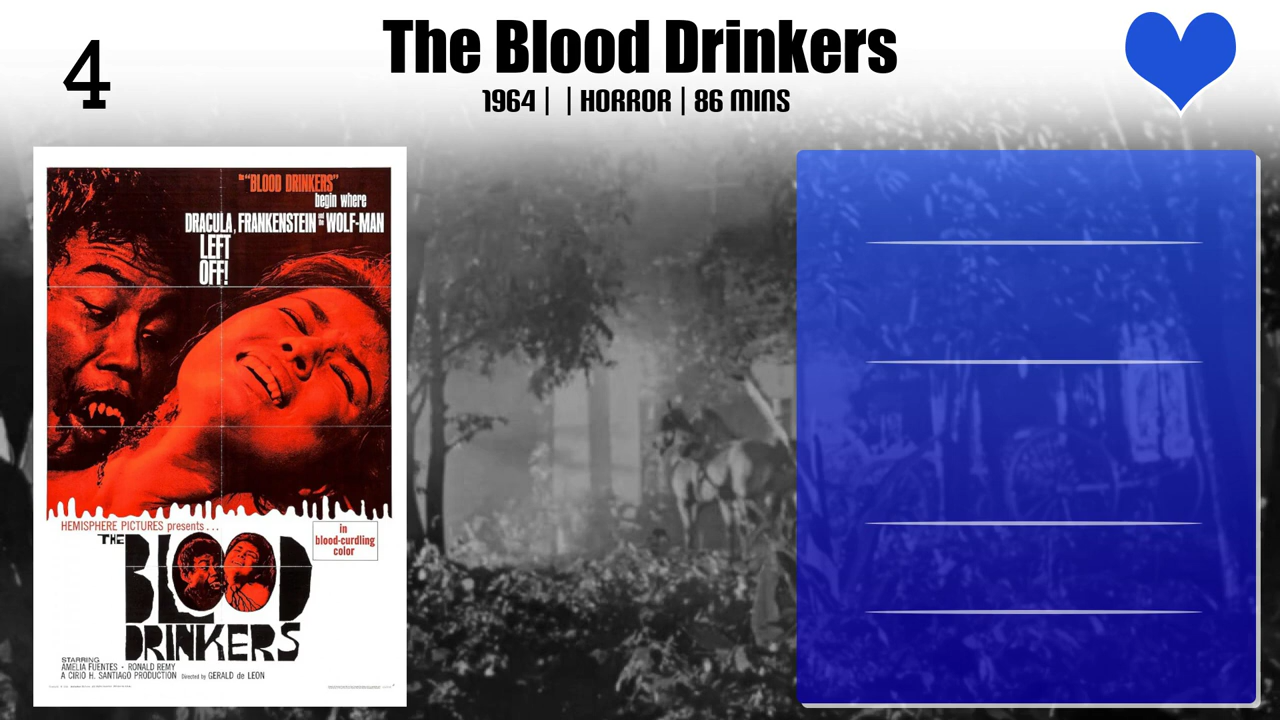 4
The Blood Drinkers
1964 | | HORROR | 86 MINS
"BLOOD DRINKERS"
begin where
DRACULA, FRANKENSTEIN AND THE WOLF-MAN
LEFT
OFF!
HEMISPHERE PICTURES presents...
in
blood-curdling
color
THE
BLOOD
DRINKERS
STARRING
AMELIA FUENTES • RONALD REMY
A CIRIO H. SANTIAGO PRODUCTION Directed by GERALD de LEON